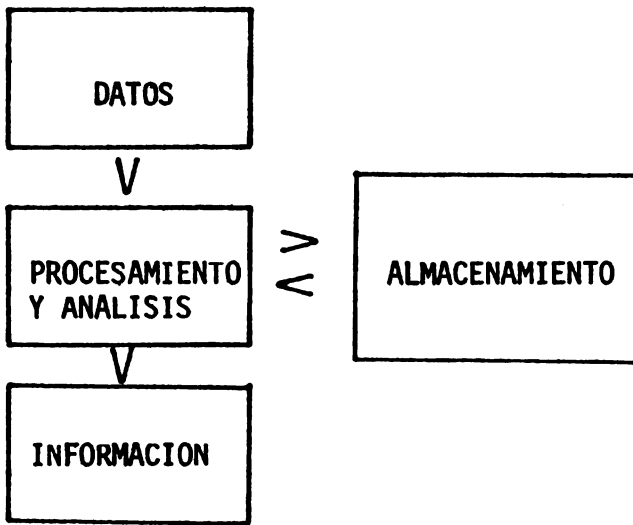 DATOS
V
PROCESAMIENTO
Y ANALISIS
>
<
ALMACENAMIENTO
V
INFORMACION